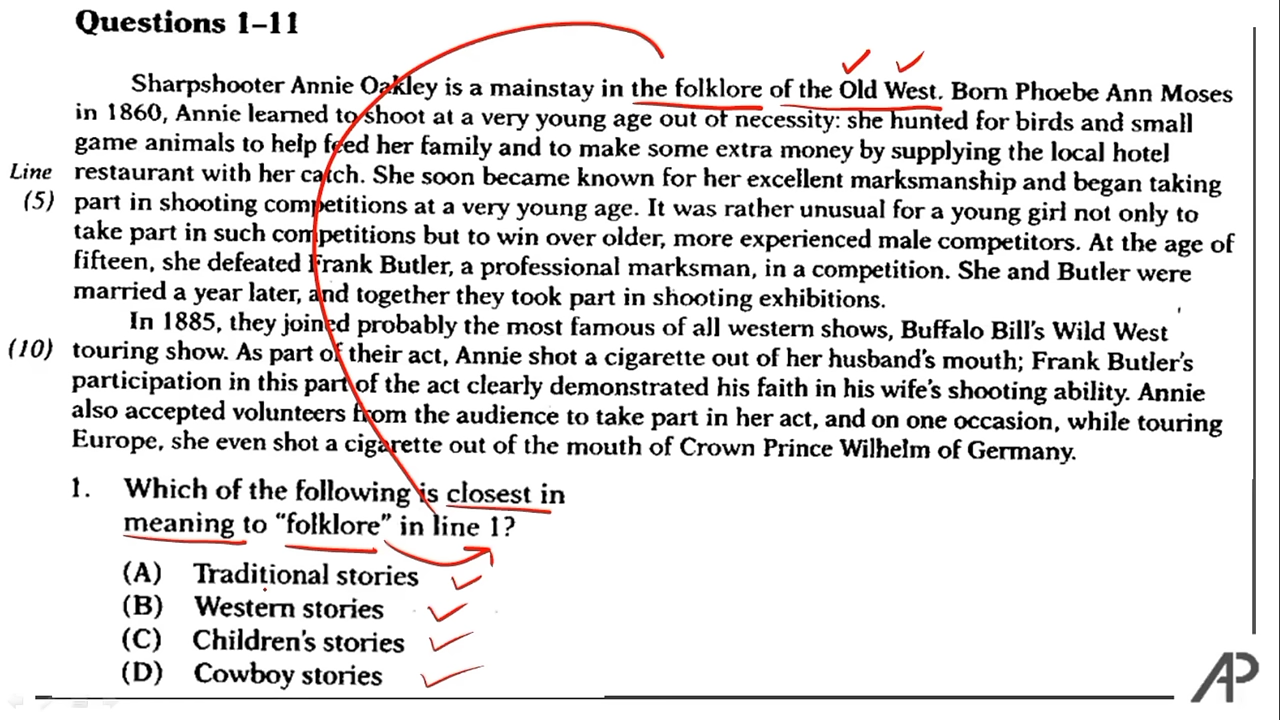 Questions 1-11
Sharpshooter Annie Oakley is a mainstay in the folklore of the Old West. Born Phoebe Ann Moses
in 1860, Annie learned to shoot at a very young age out of necessity: she hunted for birds and small
game animals to help feed her family and to make some extra money by supplying the local hotel
Line restaurant with her catch. She soon became known for her excellent marksmanship and began taking
(5) part in shooting competitions at a very young age. It was rather unusual for a young girl not only to
take part in such competitions but to win over older, more experienced male competitors. At the age of
fifteen, she defeated Frank Butler, a professional marksman, in a competition. She and Butler were
married a year later, and together they took part in shooting exhibitions.
In 1885, they joined probably the most famous of all western shows, Buffalo Bill's Wild West
(10) touring show. As part of their act, Annie shot a cigarette out of her husband's mouth; Frank Butler's
participation in this part of the act clearly demonstrated his faith in his wife's shooting ability. Annie
also accepted volunteers from the audience to take part in her act, and on one occasion, while touring
Europe, she even shot a cigarette out of the mouth of Crown Prince Wilhelm of Germany.
1. Which of the following is closest in
meaning to "folklore" in line 1?
(A) Traditional stories
(B) Western stories
(C) Children's stories
(D) Cowboy stories
AP